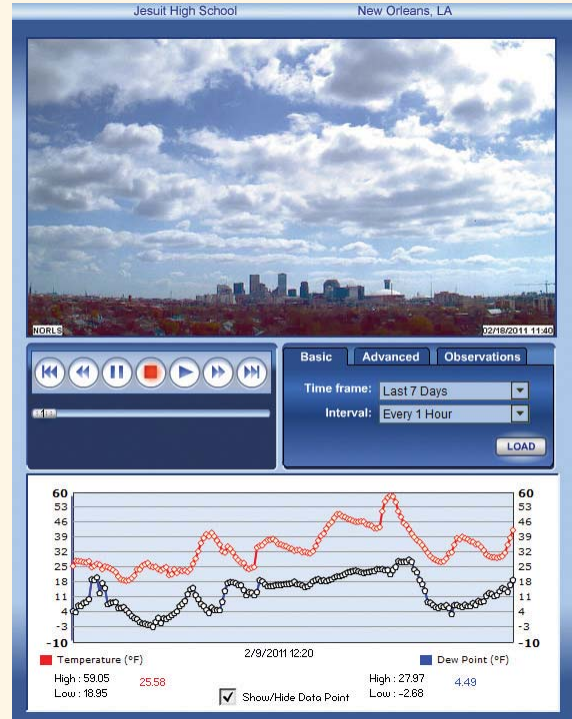 Jesuit High School New Orleans, LA
NORLS 02/18/2011 11:40
1
Basic Advanced Observations
Time frame: Last 7 Days
Interval: Every 1 Hour
LOAD
60 60
53 53
46 46
39 39
32 32
25 25
18 18
11 11
4 4
-3 -3
-10 -10
2/9/2011 12:20
Temperature (°F) Dew Point (°F)
High : 59.05 25.58 High : 27.97 4.49
Low : 18.95 Show/Hide Data Point Low : -2.68